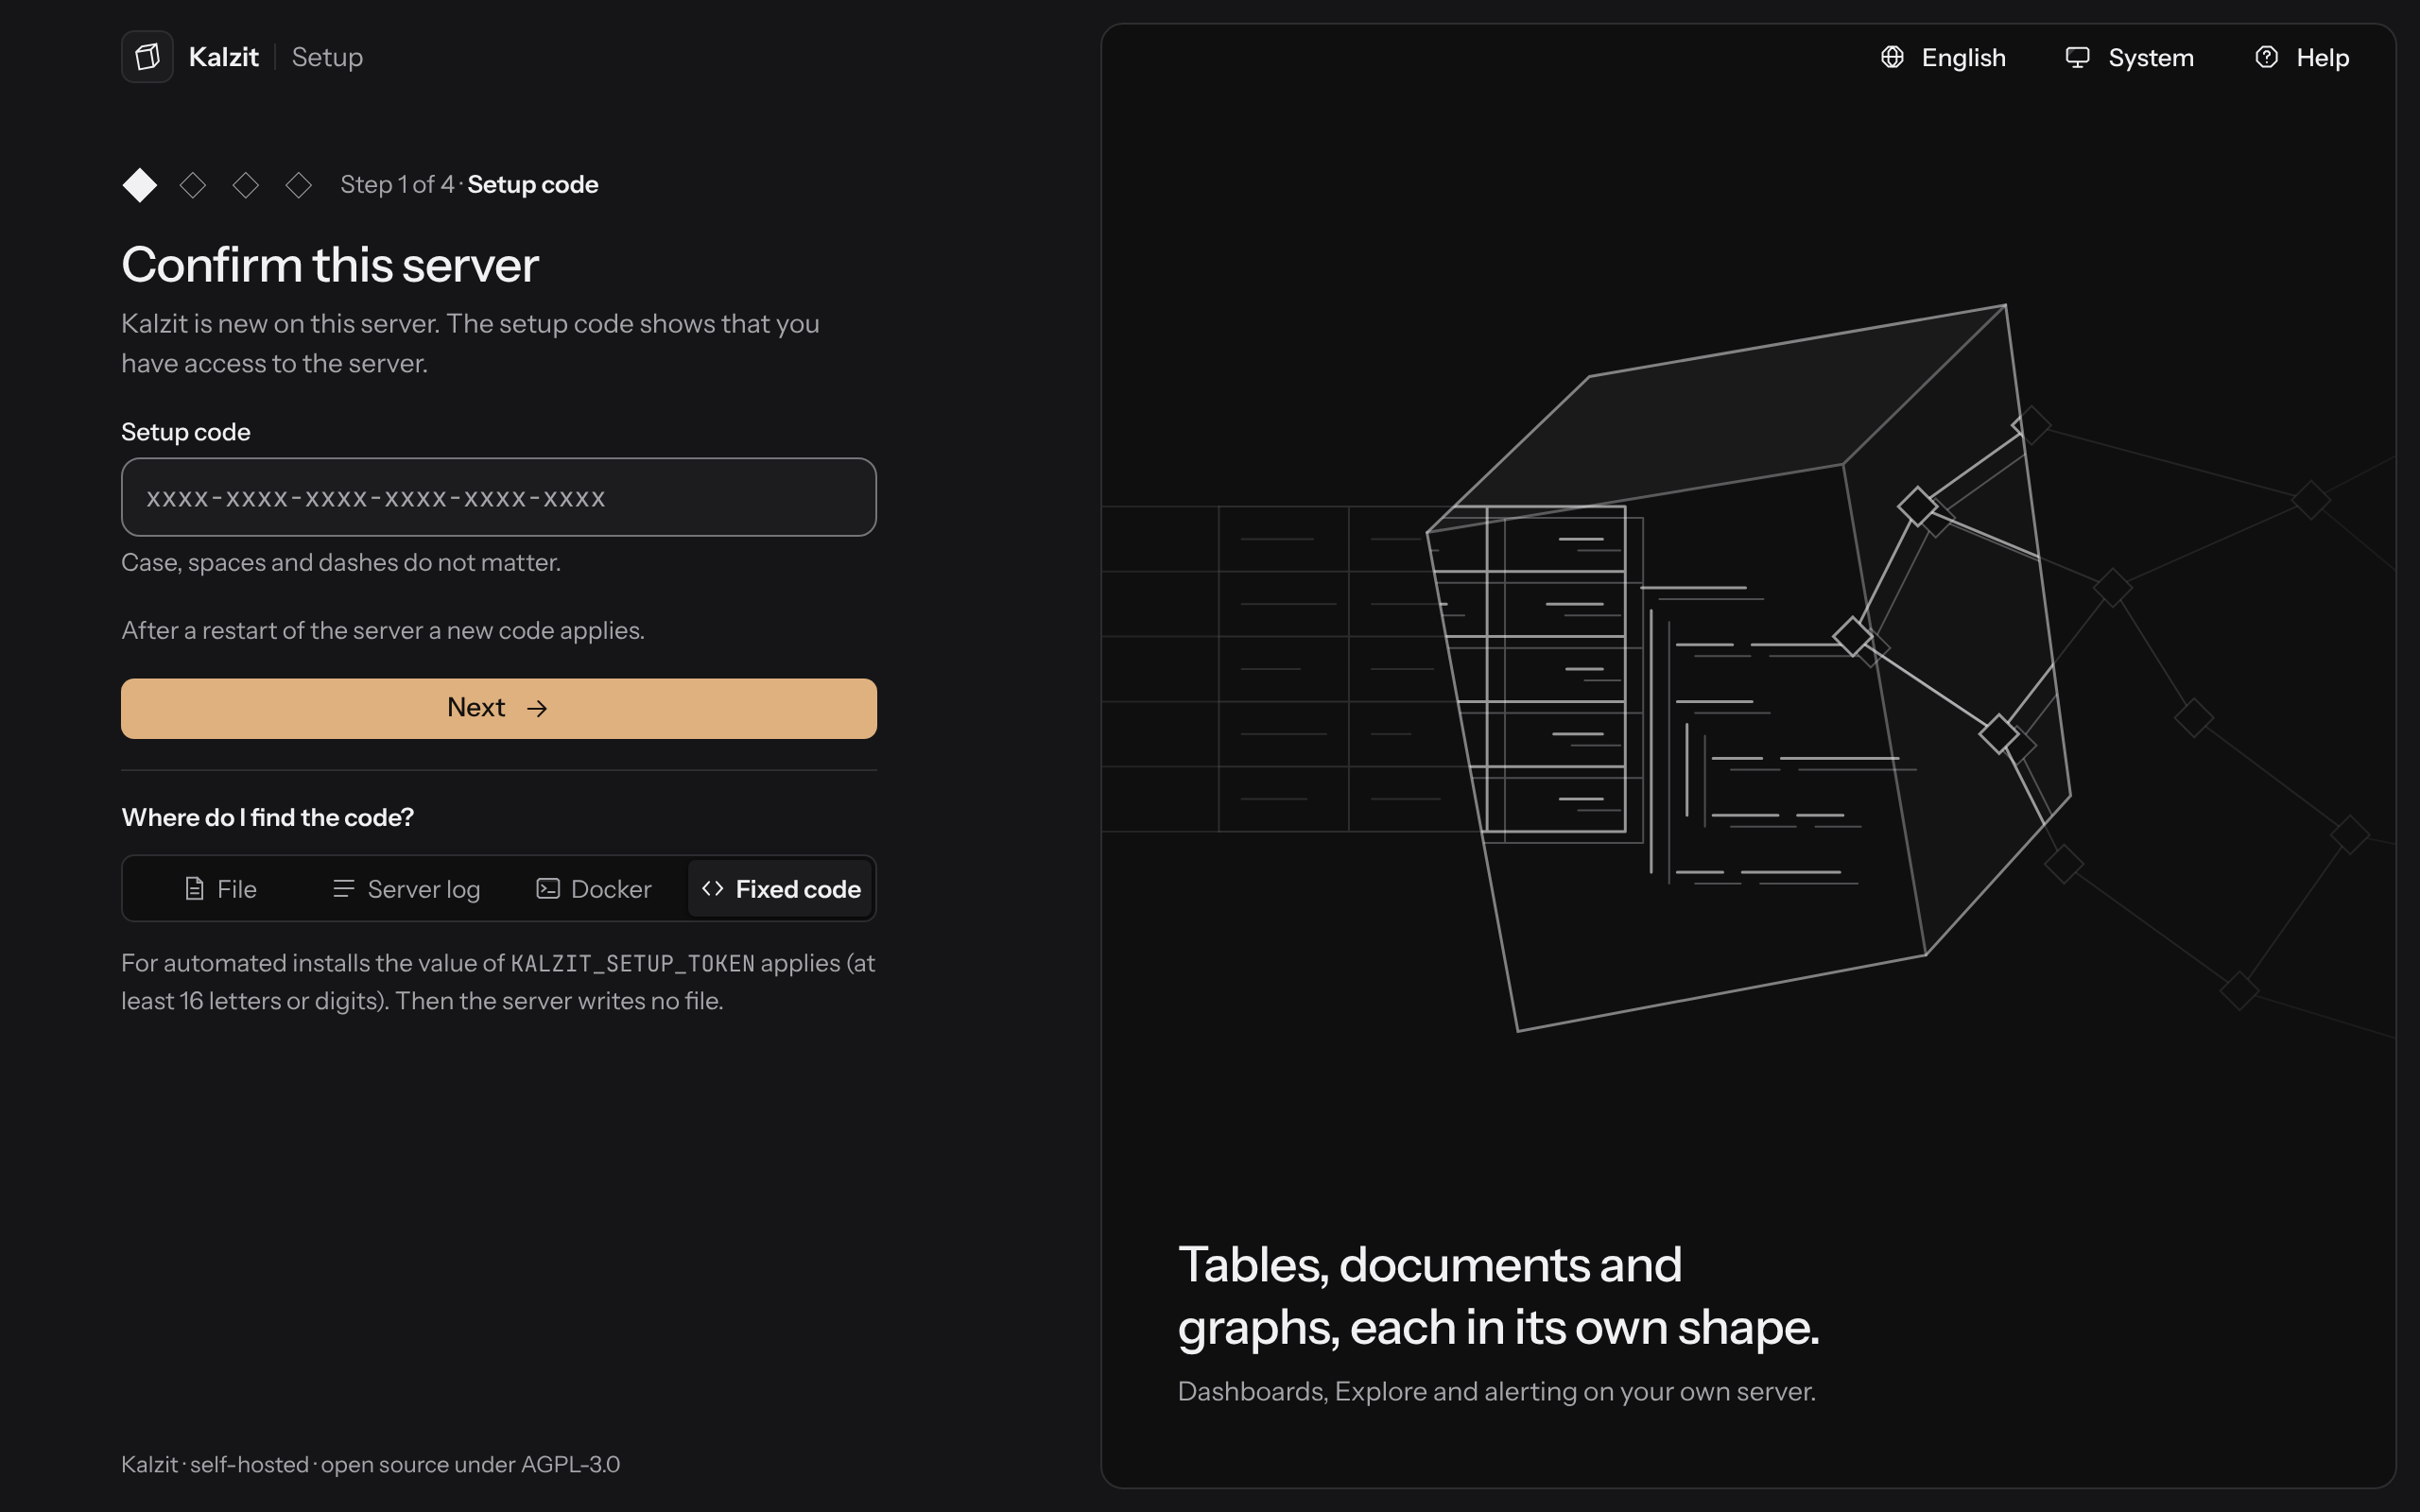 Kalzit | Setup
English
System
Help
Step 1 of 4 · Setup code
Confirm this server
Kalzit is new on this server. The setup code shows that you
have access to the server.
Setup code
xxxx-xxxx-xxxx-xxxx-xxxx-xxxx
Case, spaces and dashes do not matter.
After a restart of the server a new code applies.
Next →
Where do I find the code?
File
Server log
Docker
Fixed code
For automated installs the value of KALZIT_SETUP_TOKEN applies (at
least 16 letters or digits). Then the server writes no file.
Tables, documents and
graphs, each in its own shape.
Dashboards, Explore and alerting on your own server.
Kalzit · self-hosted · open source under AGPL-3.0